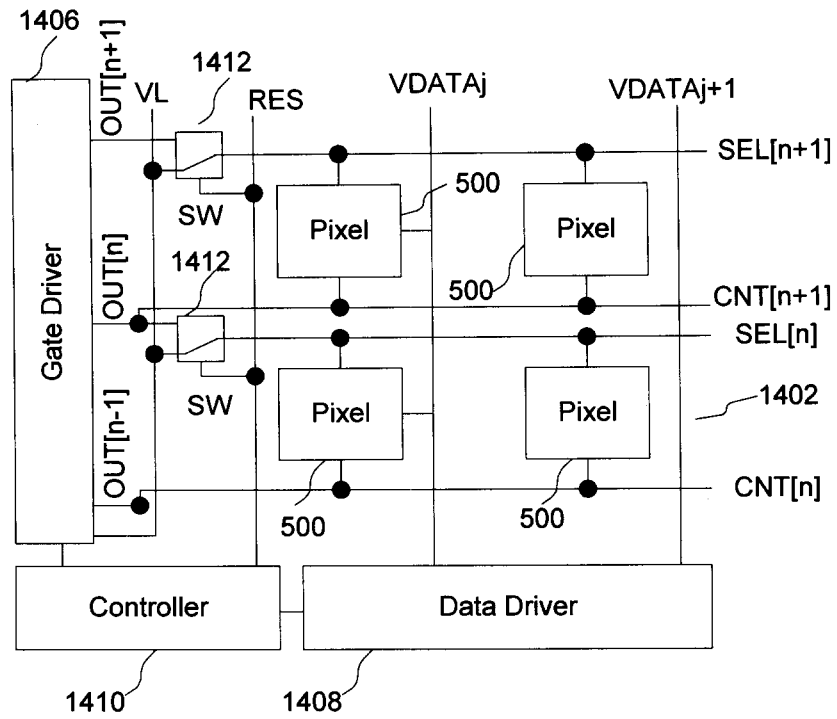 1406
OUT[n+1]
VL
1412
RES
VDATAj
VDATAj+1
SEL[n+1]
SW
Pixel
500
Pixel
500
CNT[n+1]
Gate Driver
OUT[n]
1412
SEL[n]
SW
Pixel
500
Pixel
500
1402
OUT[n-1]
CNT[n]
Controller
Data Driver
1410
1408